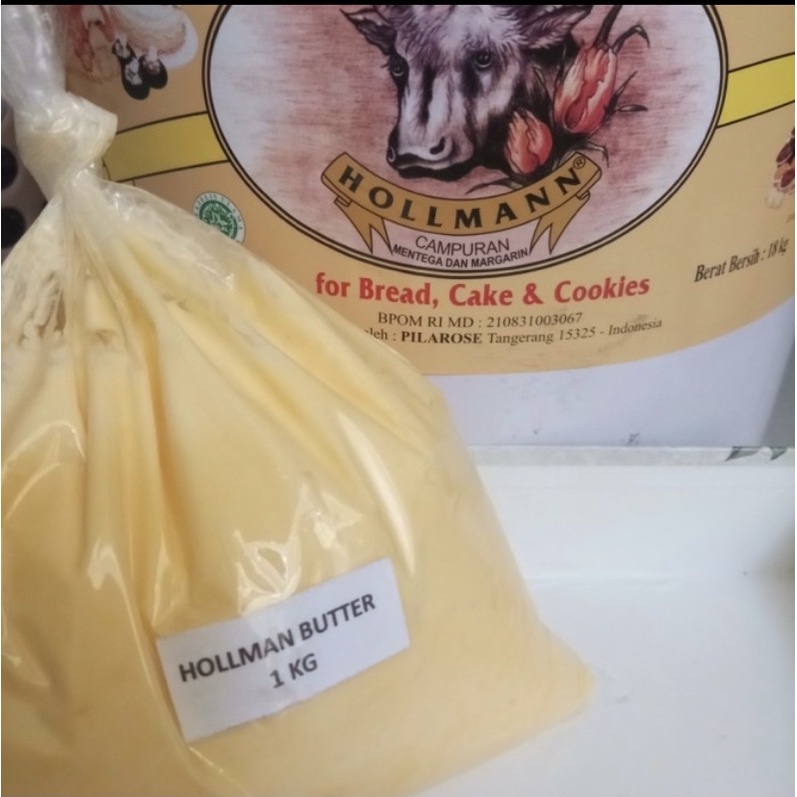 HOLLMANN®
CAMPURAN
MENTEGA DAN MARGARIN
for Bread, Cake & Cookies
Berat Bersih : 18 kg
BPOM RI MD : 210831003067
oleh : PILAROSE Tangerang 15325 - Indonesia
HOLLMAN BUTTER
1 KG